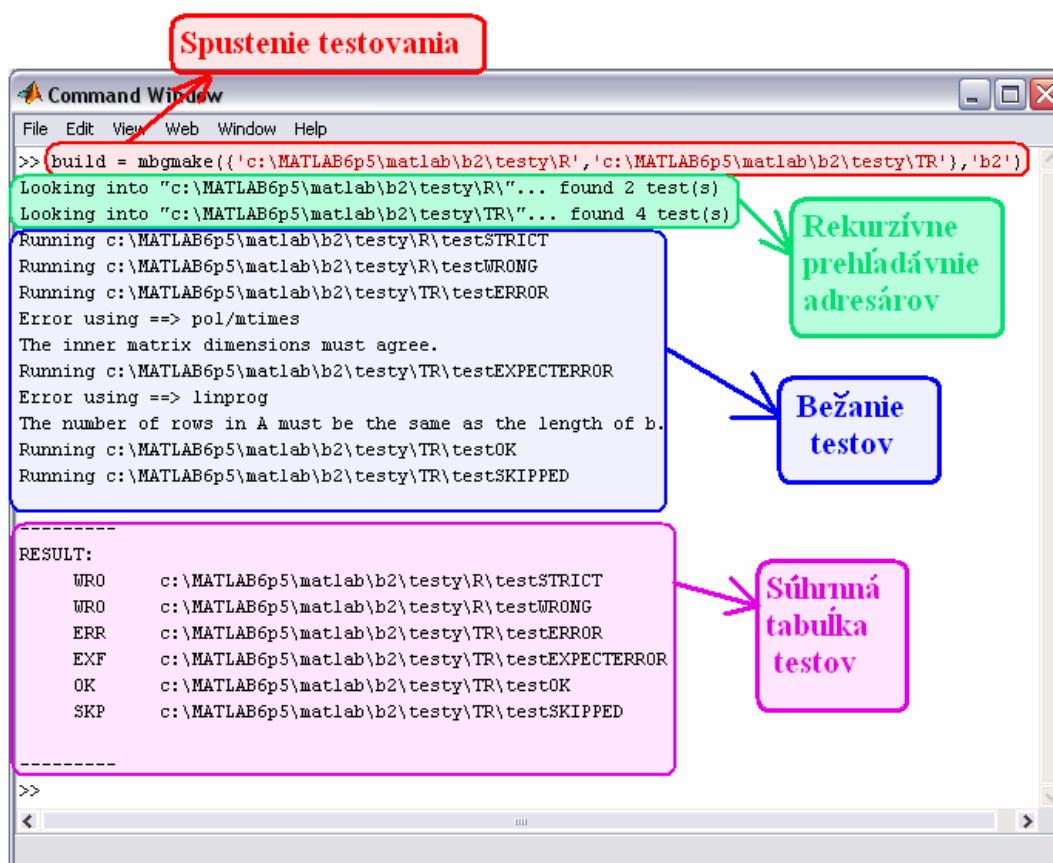 Spustenie testovania
Command Window
File Edit View Web Window Help
>> build = mbgmake({'c:\MATLAB6p5\matlab\b2\testy\R','c:\MATLAB6p5\matlab\b2\testy\TR'},'b2')
Looking into "c:\MATLAB6p5\matlab\b2\testy\R\"... found 2 test(s)
Looking into "c:\MATLAB6p5\matlab\b2\testy\TR\"... found 4 test(s)
Rekurzívne
prehĺadávnie
adresárov
Running c:\MATLAB6p5\matlab\b2\testy\R\testSTRICT
Running c:\MATLAB6p5\matlab\b2\testy\R\testWRONG
Running c:\MATLAB6p5\matlab\b2\testy\TR\testERROR
Error using ==> pol/mtimes
The inner matrix dimensions must agree.
Running c:\MATLAB6p5\matlab\b2\testy\TR\testEXPECTERROR
Error using ==> linprog
The number of rows in A must be the same as the length of b.
Running c:\MATLAB6p5\matlab\b2\testy\TR\testOK
Running c:\MATLAB6p5\matlab\b2\testy\TR\testSKIPPED
Bežanie
testov
---------
RESULT:
WRO c:\MATLAB6p5\matlab\b2\testy\R\testSTRICT
WRO c:\MATLAB6p5\matlab\b2\testy\R\testWRONG
ERR c:\MATLAB6p5\matlab\b2\testy\TR\testERROR
EXF c:\MATLAB6p5\matlab\b2\testy\TR\testEXPECTERROR
OK c:\MATLAB6p5\matlab\b2\testy\TR\testOK
SKP c:\MATLAB6p5\matlab\b2\testy\TR\testSKIPPED
---------
Súhrnná
tabuĺka
testov
>>